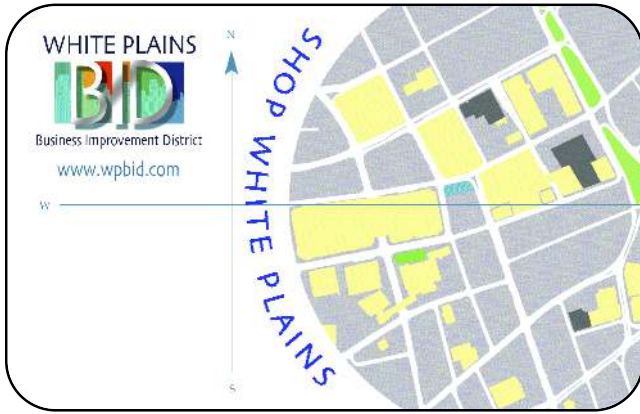 WHITE PLAINS
BID
Business Improvement District
www.wpbid.com
N
W
S
SHOP WHITE PLAINS